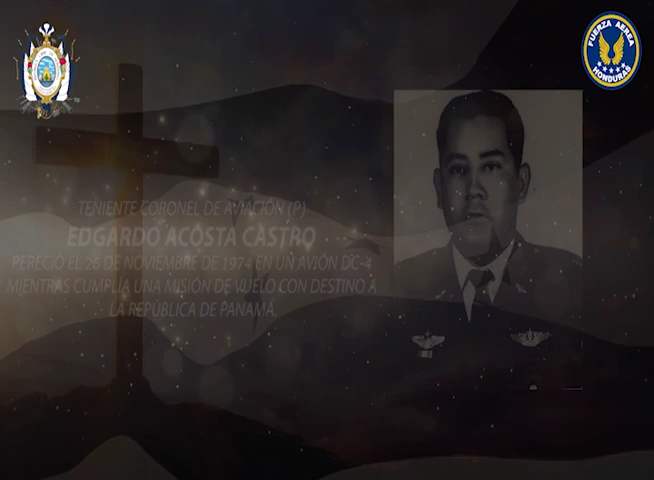 FUERZA AEREA
HONDURAS
TENIENTE CORONEL DE AVIACIÓN (P)
EDGARDO ACOSTA CASTRO
PERECIÓ EL 26 DE NOVIEMBRE DE 1974 EN UN AVIÓN DC-4
MIENTRAS CUMPLÍA UNA MISIÓN DE VUELO CON DESTINO A
LA REPÚBLICA DE PANAMÁ.